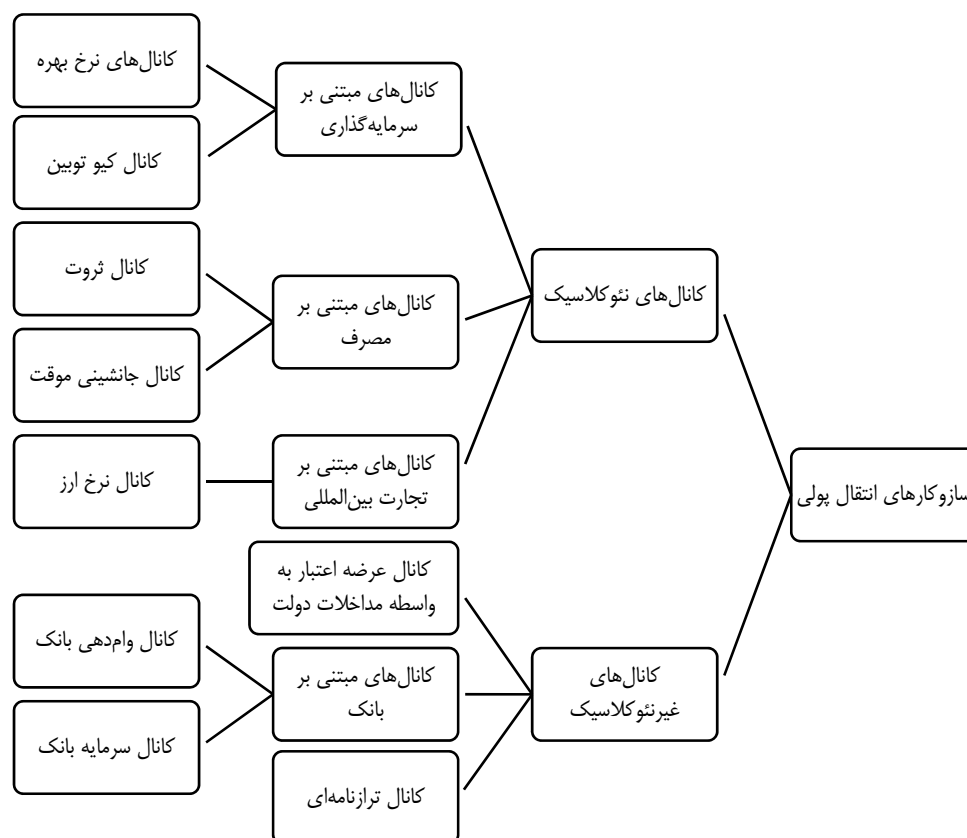 سازوکارهای انتقال پولی
کانال‌های نئوکلاسیک
کانال‌های مبتنی بر
سرمایه‌گذاری
کانال‌های نرخ بهره
کانال کیو توبین
کانال‌های مبتنی بر
مصرف
کانال ثروت
کانال جانشینی موقت
کانال‌های مبتنی بر
تجارت بین‌المللی
کانال نرخ ارز
کانال‌های
غیرنئوکلاسیک
کانال عرضه اعتبار به
واسطه مداخلات دولت
کانال‌های مبتنی بر
بانک
کانال وام‌دهی بانک
کانال سرمایه بانک
کانال ترازنامه‌ای